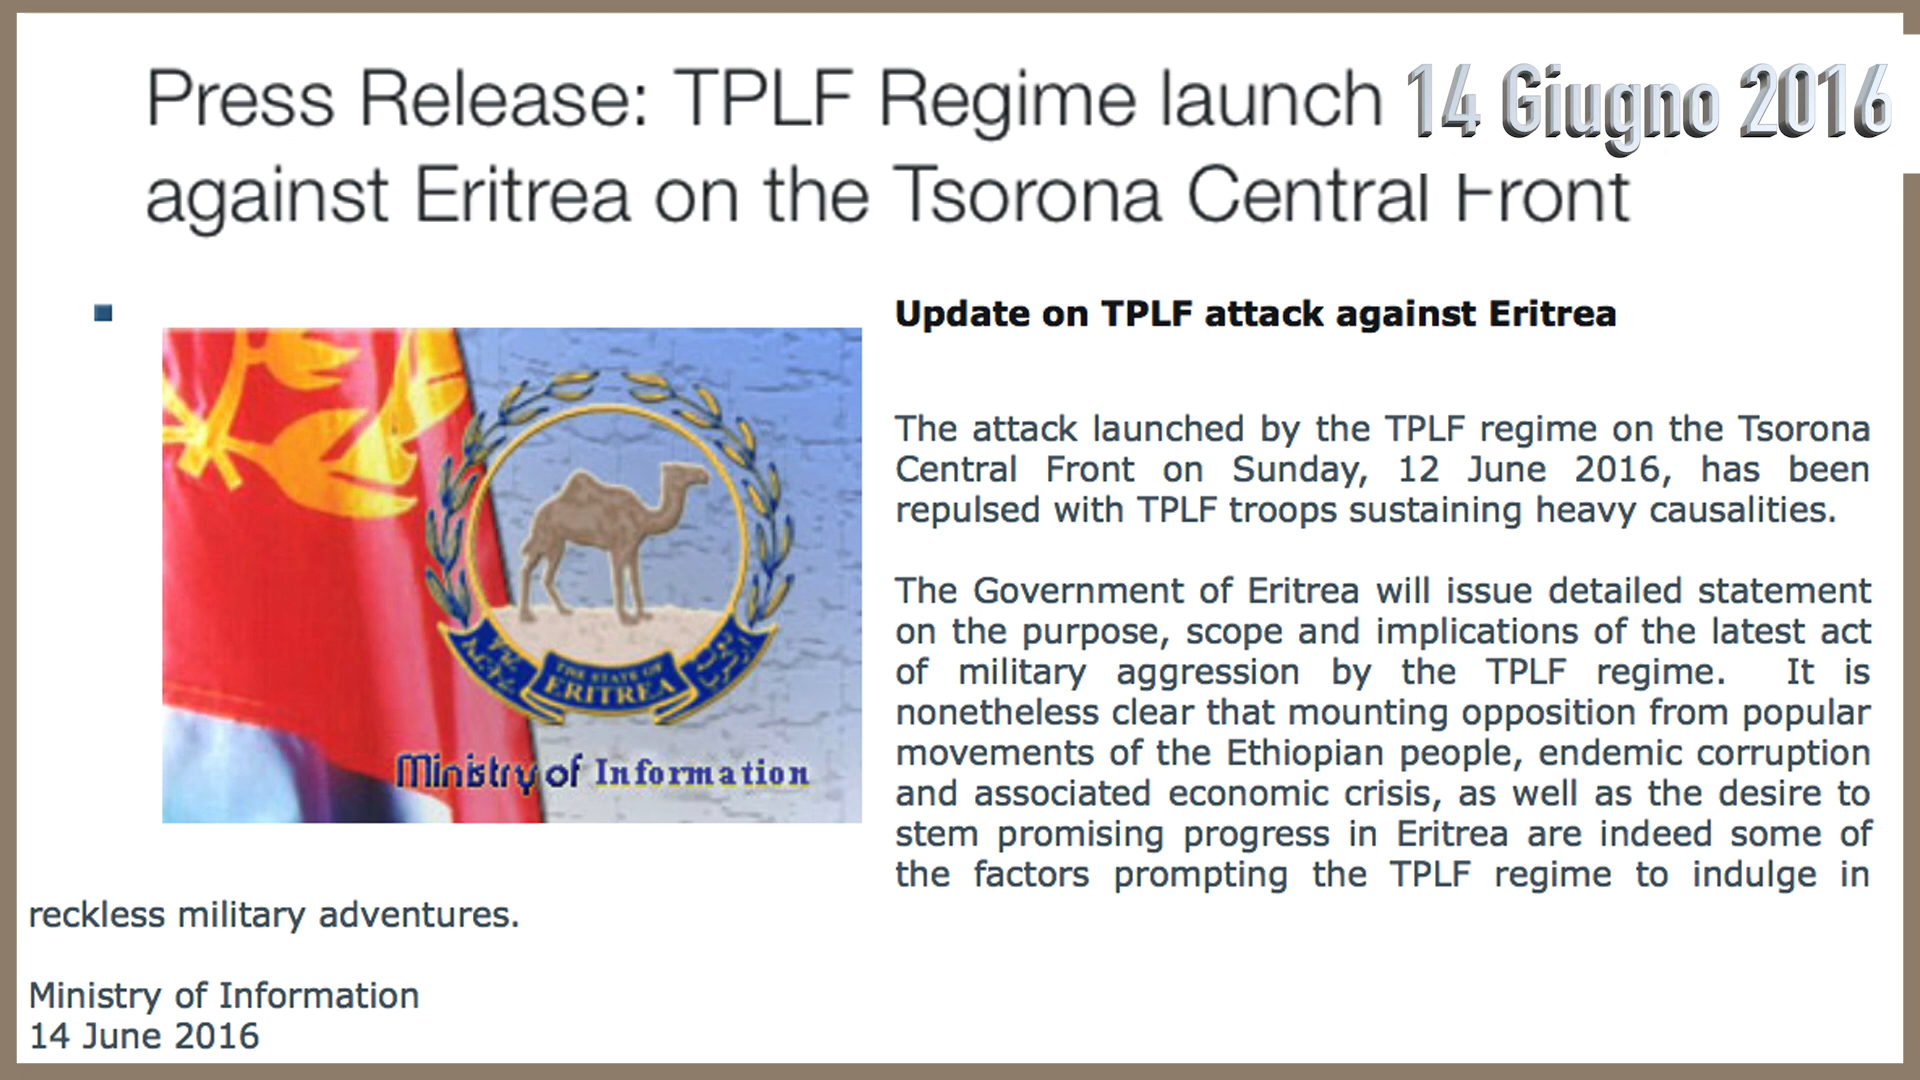 Press Release: TPLF Regime launch
14 Giugno 2016
against Eritrea on the Tsorona Central Front
Update on TPLF attack against Eritrea
The attack launched by the TPLF regime on the Tsorona
Central Front on Sunday, 12 June 2016, has been
repulsed with TPLF troops sustaining heavy causalities.
The Government of Eritrea will issue detailed statement
on the purpose, scope and implications of the latest act
of military aggression by the TPLF regime. It is
nonetheless clear that mounting opposition from popular
movements of the Ethiopian people, endemic corruption
and associated economic crisis, as well as the desire to
stem promising progress in Eritrea are indeed some of
the factors prompting the TPLF regime to indulge in
reckless military adventures.
THE STATE OF
ERITREA
Ministry of Information
Ministry of Information
14 June 2016